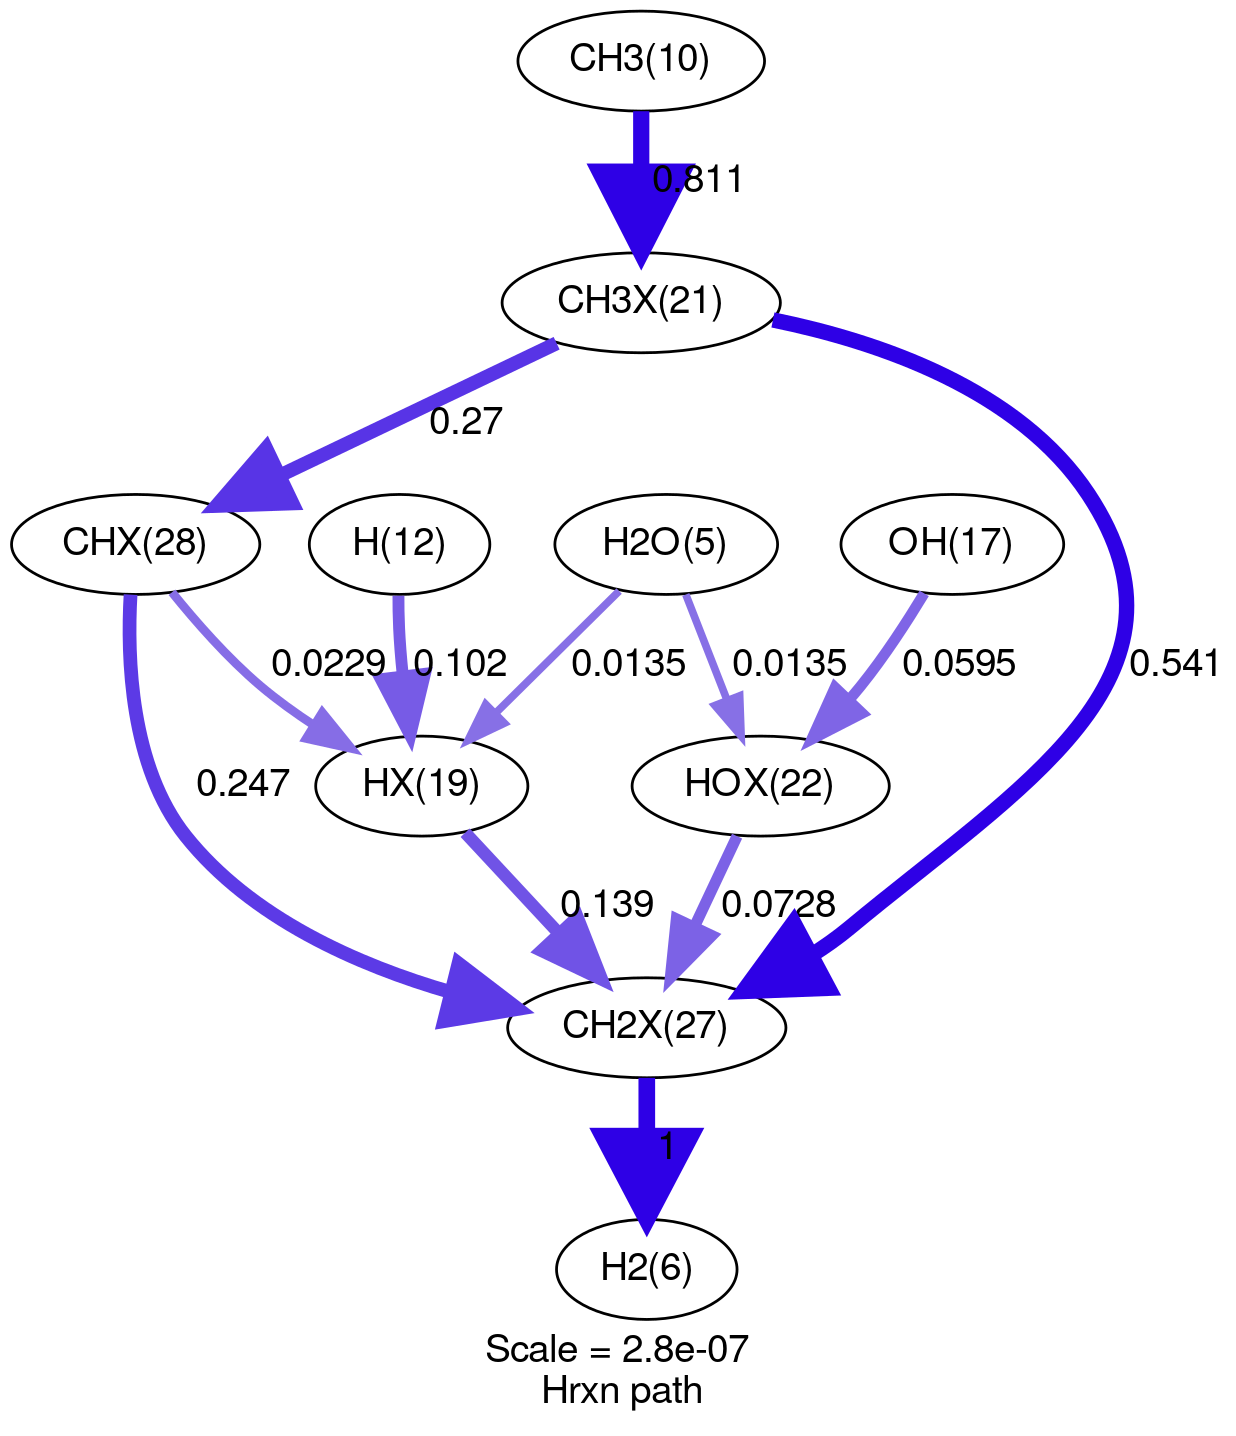 CH3(10)
0.811
CH3X(21)
0.27
CHX(28)
H(12)
H2O(5)
OH(17)
0.0229
0.102
0.0135
0.0135
0.0595
0.541
0.247
HX(19)
HOX(22)
0.139
0.0728
CH2X(27)
1
H2(6)
Scale = 2.8e-07
Hrxn path